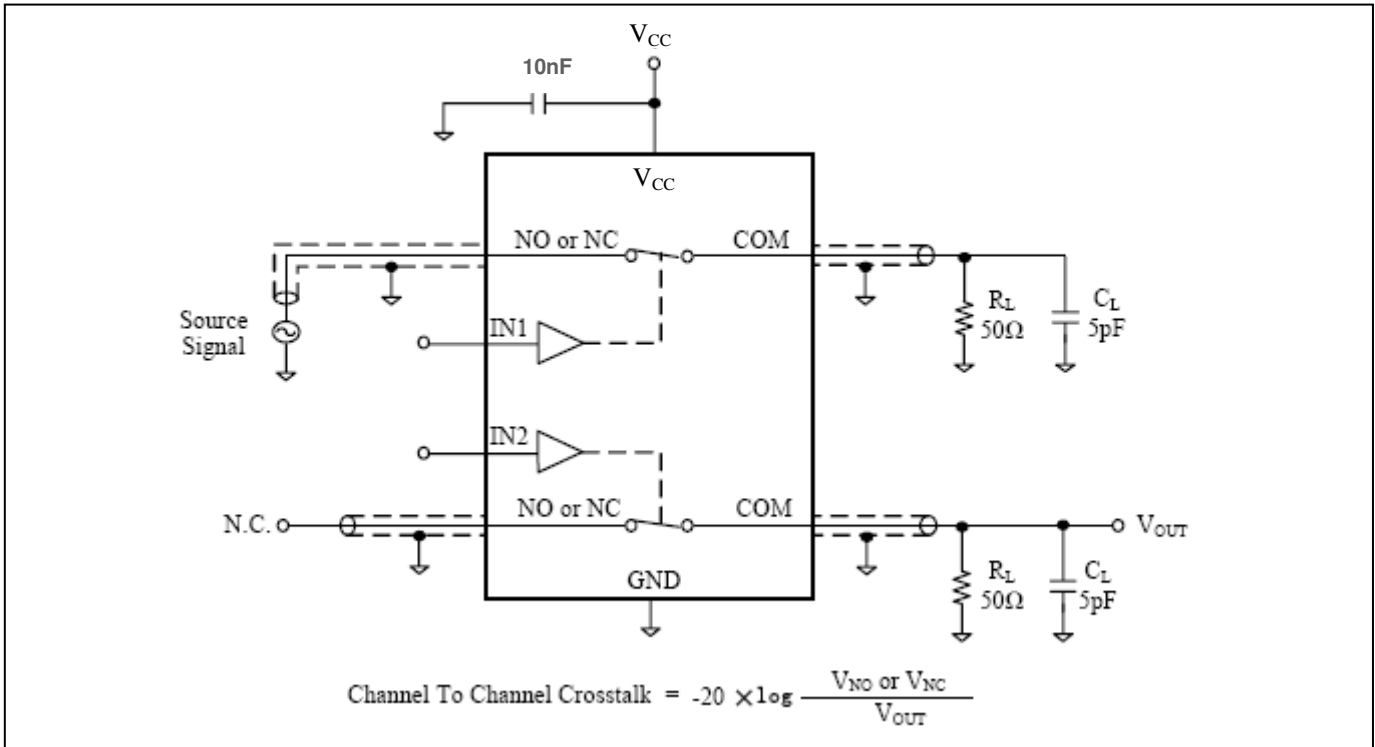 V_CC
10nF
V_CC
NO or NC
COM
Source
Signal
IN1
R_L
50Ω
C_L
5pF
IN2
N.C.
NO or NC
COM
V_OUT
R_L
50Ω
C_L
5pF
GND
Channel To Channel Crosstalk = -20 ×log V_NO or V_NC / V_OUT